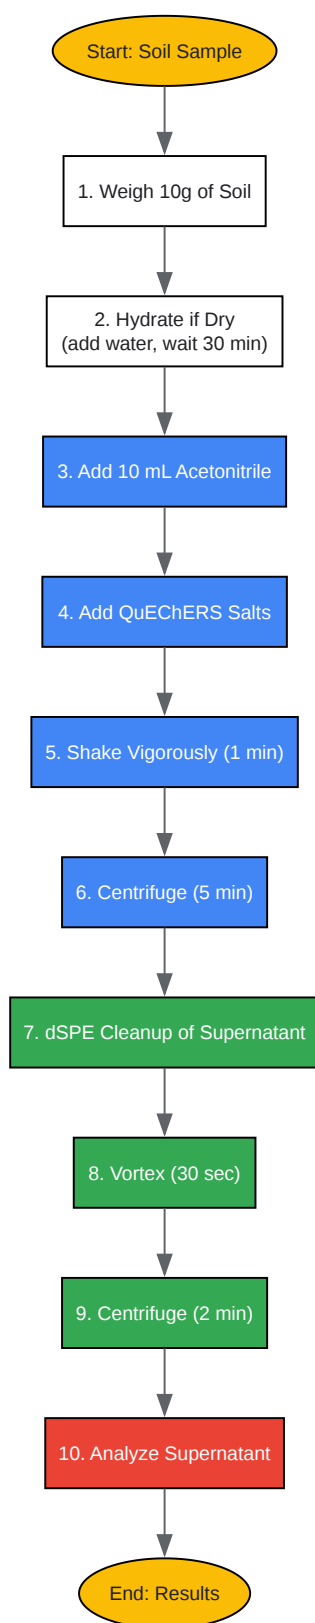 Start: Soil Sample
1. Weigh 10g of Soil
2. Hydrate if Dry
(add water, wait 30 min)
3. Add 10 mL Acetonitrile
4. Add QuEChERS Salts
5. Shake Vigorously (1 min)
6. Centrifuge (5 min)
7. dSPE Cleanup of Supernatant
8. Vortex (30 sec)
9. Centrifuge (2 min)
10. Analyze Supernatant
End: Results